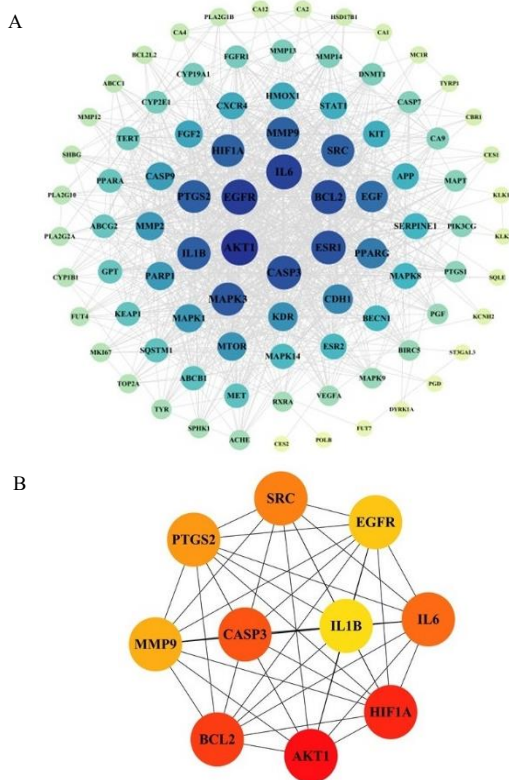 A
PLA2G1B
CA12
CA2
HSD17B1
CA4
CA1
BCL2L2
FGFR1
MMP13
MMP14
MC1R
ABCC1
CYP19A1
DNMT1
TYRP1
CYP2E1
CXCR4
HMOX1
STAT1
CASP7
CBR1
MMP12
TERT
FGF2
MMP9
KIT
CA9
CES1
HIF1A
SRC
SHBG
PPARA
CASP9
IL6
APP
MAPT
PTGS2
EGFR
BCL2
EGF
PLA2G10
ABCG2
MMP2
SERPINE1
PIK3CG
PLA2G2A
IL1B
AKT1
ESR1
PPARG
PTGS1
SQLE
CYP1B1
GPT
PARP1
CASP3
MAPK8
MAPK3
CDH1
KCNH2
FUT4
KEAP1
MAPK1
KDR
BECN1
PGF
MKI67
SQSTM1
MTOR
MAPK14
ESR2
BIRC5
ST3GAL3
TOP2A
ABCB1
MET
RXRA
VEGFA
MAPK9
PGD
TYR
SPHK1
ACHE
CES2
POLB
FUT7
DYRK1A
B
SRC
EGFR
PTGS2
IL6
IL1B
CASP3
MMP9
HIF1A
BCL2
AKT1